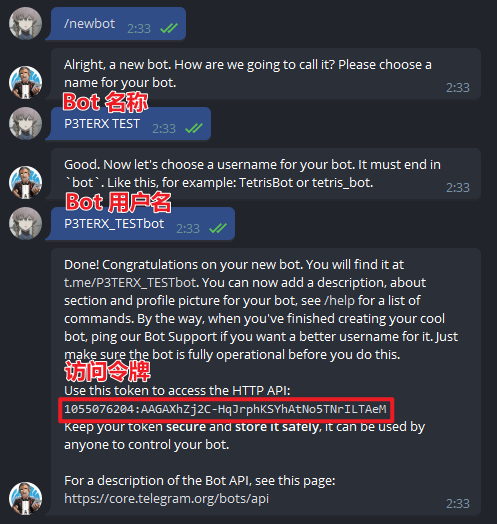 /newbot 2:33
Alright, a new bot. How are we going to call it? Please choose a
name for your bot. 2:33
Bot 名称
P3TERX TEST 2:33
Good. Now let's choose a username for your bot. It must end in
`bot`. Like this, for example: TetrisBot or tetris_bot. 2:33
Bot 用户名
P3TERX_TESTbot 2:33
Done! Congratulations on your new bot. You will find it at
t.me/P3TERX_TESTbot. You can now add a description, about
section and profile picture for your bot, see /help for a list of
commands. By the way, when you've finished creating your cool
bot, ping our Bot Support if you want a better username for it. Just
make sure the bot is fully operational before you do this.
访问令牌
Use this token to access the HTTP API:
1055076204:AAGAXhZj2C-HqJrphKSYhAtNo5TNrILTAeM
Keep your token secure and store it safely, it can be used by
anyone to control your bot.
For a description of the Bot API, see this page:
https://core.telegram.org/bots/api 2:33